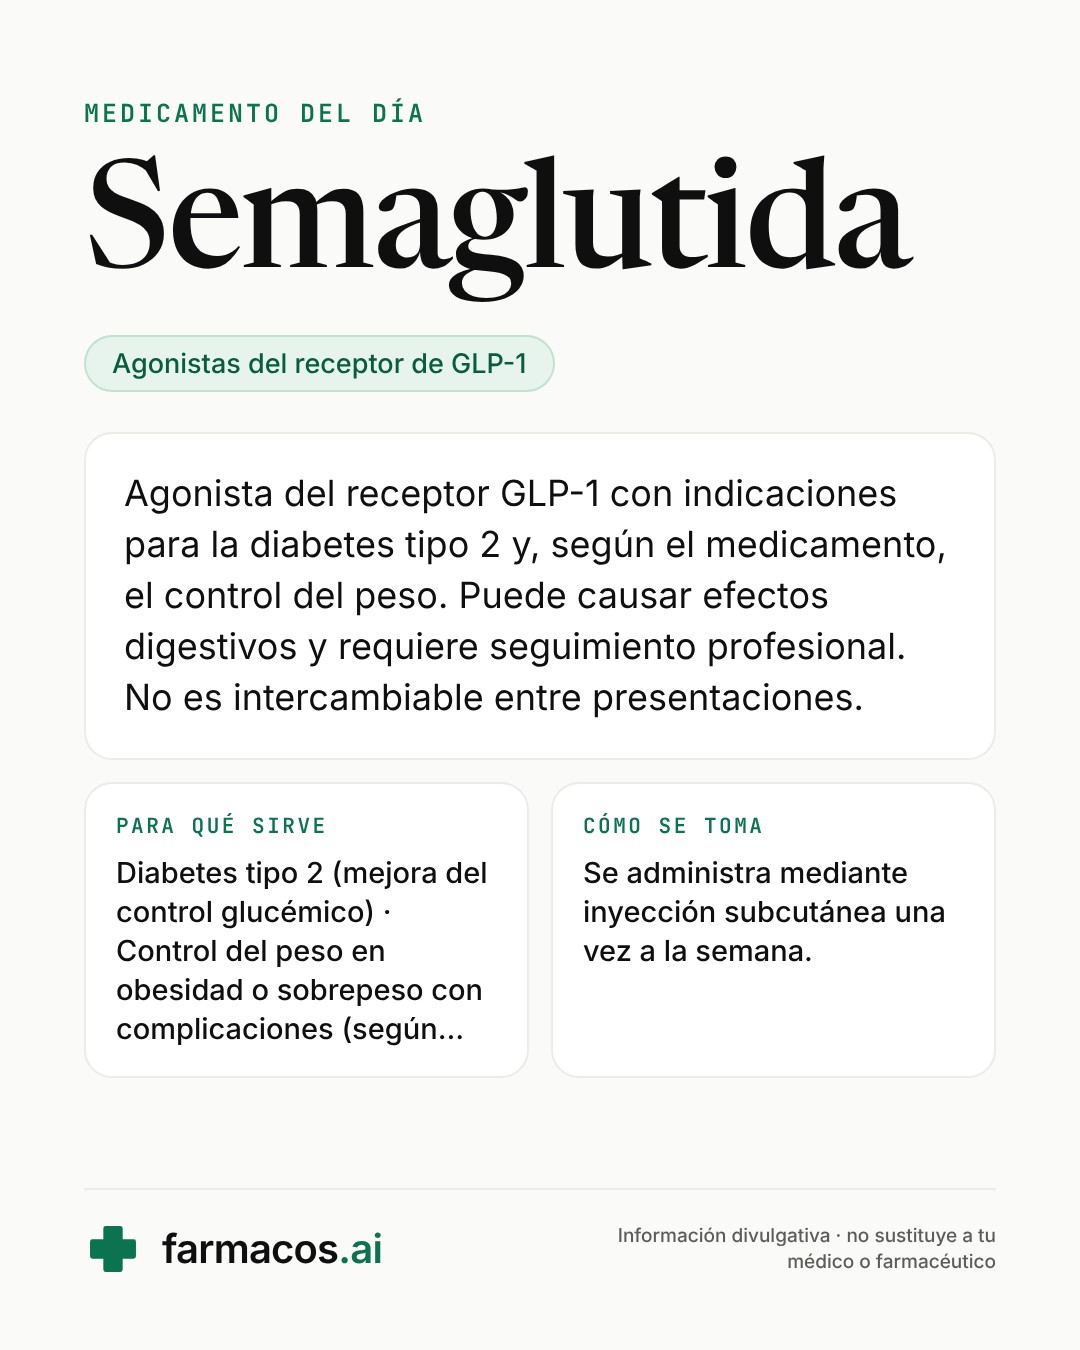 MEDICAMENTO DEL DÍA
Semaglutida
Agonistas del receptor de GLP-1
Agonista del receptor GLP-1 con indicaciones
para la diabetes tipo 2 y, según el medicamento,
el control del peso. Puede causar efectos
digestivos y requiere seguimiento profesional.
No es intercambiable entre presentaciones.
PARA QUÉ SIRVE
Diabetes tipo 2 (mejora del
control glucémico) ·
Control del peso en
obesidad o sobrepeso con
complicaciones (según...
CÓMO SE TOMA
Se administra mediante
inyección subcutánea una
vez a la semana.
farmacos.ai
Información divulgativa · no sustituye a tu
médico o farmacéutico